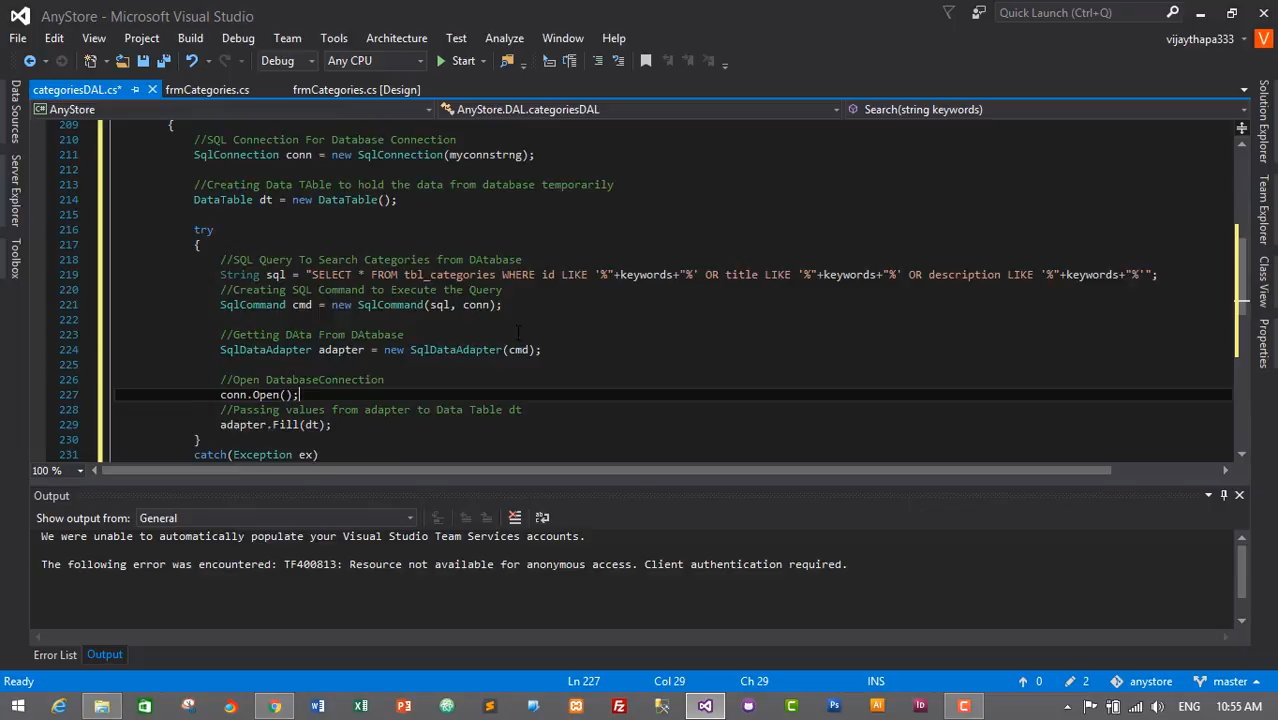 AnyStore - Microsoft Visual Studio
Quick Launch (Ctrl+Q)
File Edit View Project Build Debug Team Tools Architecture Test Analyze Window Help
vijaythapa333 V
Debug Any CPU Start
categoriesDAL.cs* frmCategories.cs frmCategories.cs [Design]
AnyStore AnyStore.DAL.categoriesDAL Search(string keywords)
Data Sources
Server Explorer
Toolbox
Solution Explorer
Team Explorer
Class View
Properties
209 {
210 //SQL Connection For Database Connection
211 SqlConnection conn = new SqlConnection(myconnstrng);
212
213 //Creating Data TAble to hold the data from database temporarily
214 DataTable dt = new DataTable();
215
216 try
217 {
218 //SQL Query To Search Categories from DAtabase
219 String sql = "SELECT * FROM tbl_categories WHERE id LIKE '%"+keywords+"%' OR title LIKE '%"+keywords+"%' OR description LIKE '%"+keywords+"%'";
220 //Creating SQL Command to Execute the Query
221 SqlCommand cmd = new SqlCommand(sql, conn);
222
223 //Getting DAta From DAtabase
224 SqlDataAdapter adapter = new SqlDataAdapter(cmd);
225
226 //Open DatabaseConnection
227 conn.Open();
228 //Passing values from adapter to Data Table dt
229 adapter.Fill(dt);
230 }
231 catch(Exception ex)
100 %
Output
Show output from: General
We were unable to automatically populate your Visual Studio Team Services accounts.
The following error was encountered: TF400813: Resource not available for anonymous access. Client authentication required.
Error List Output
Ready Ln 227 Col 29 Ch 29 INS 0 2 anystore master
ENG 10:55 AM